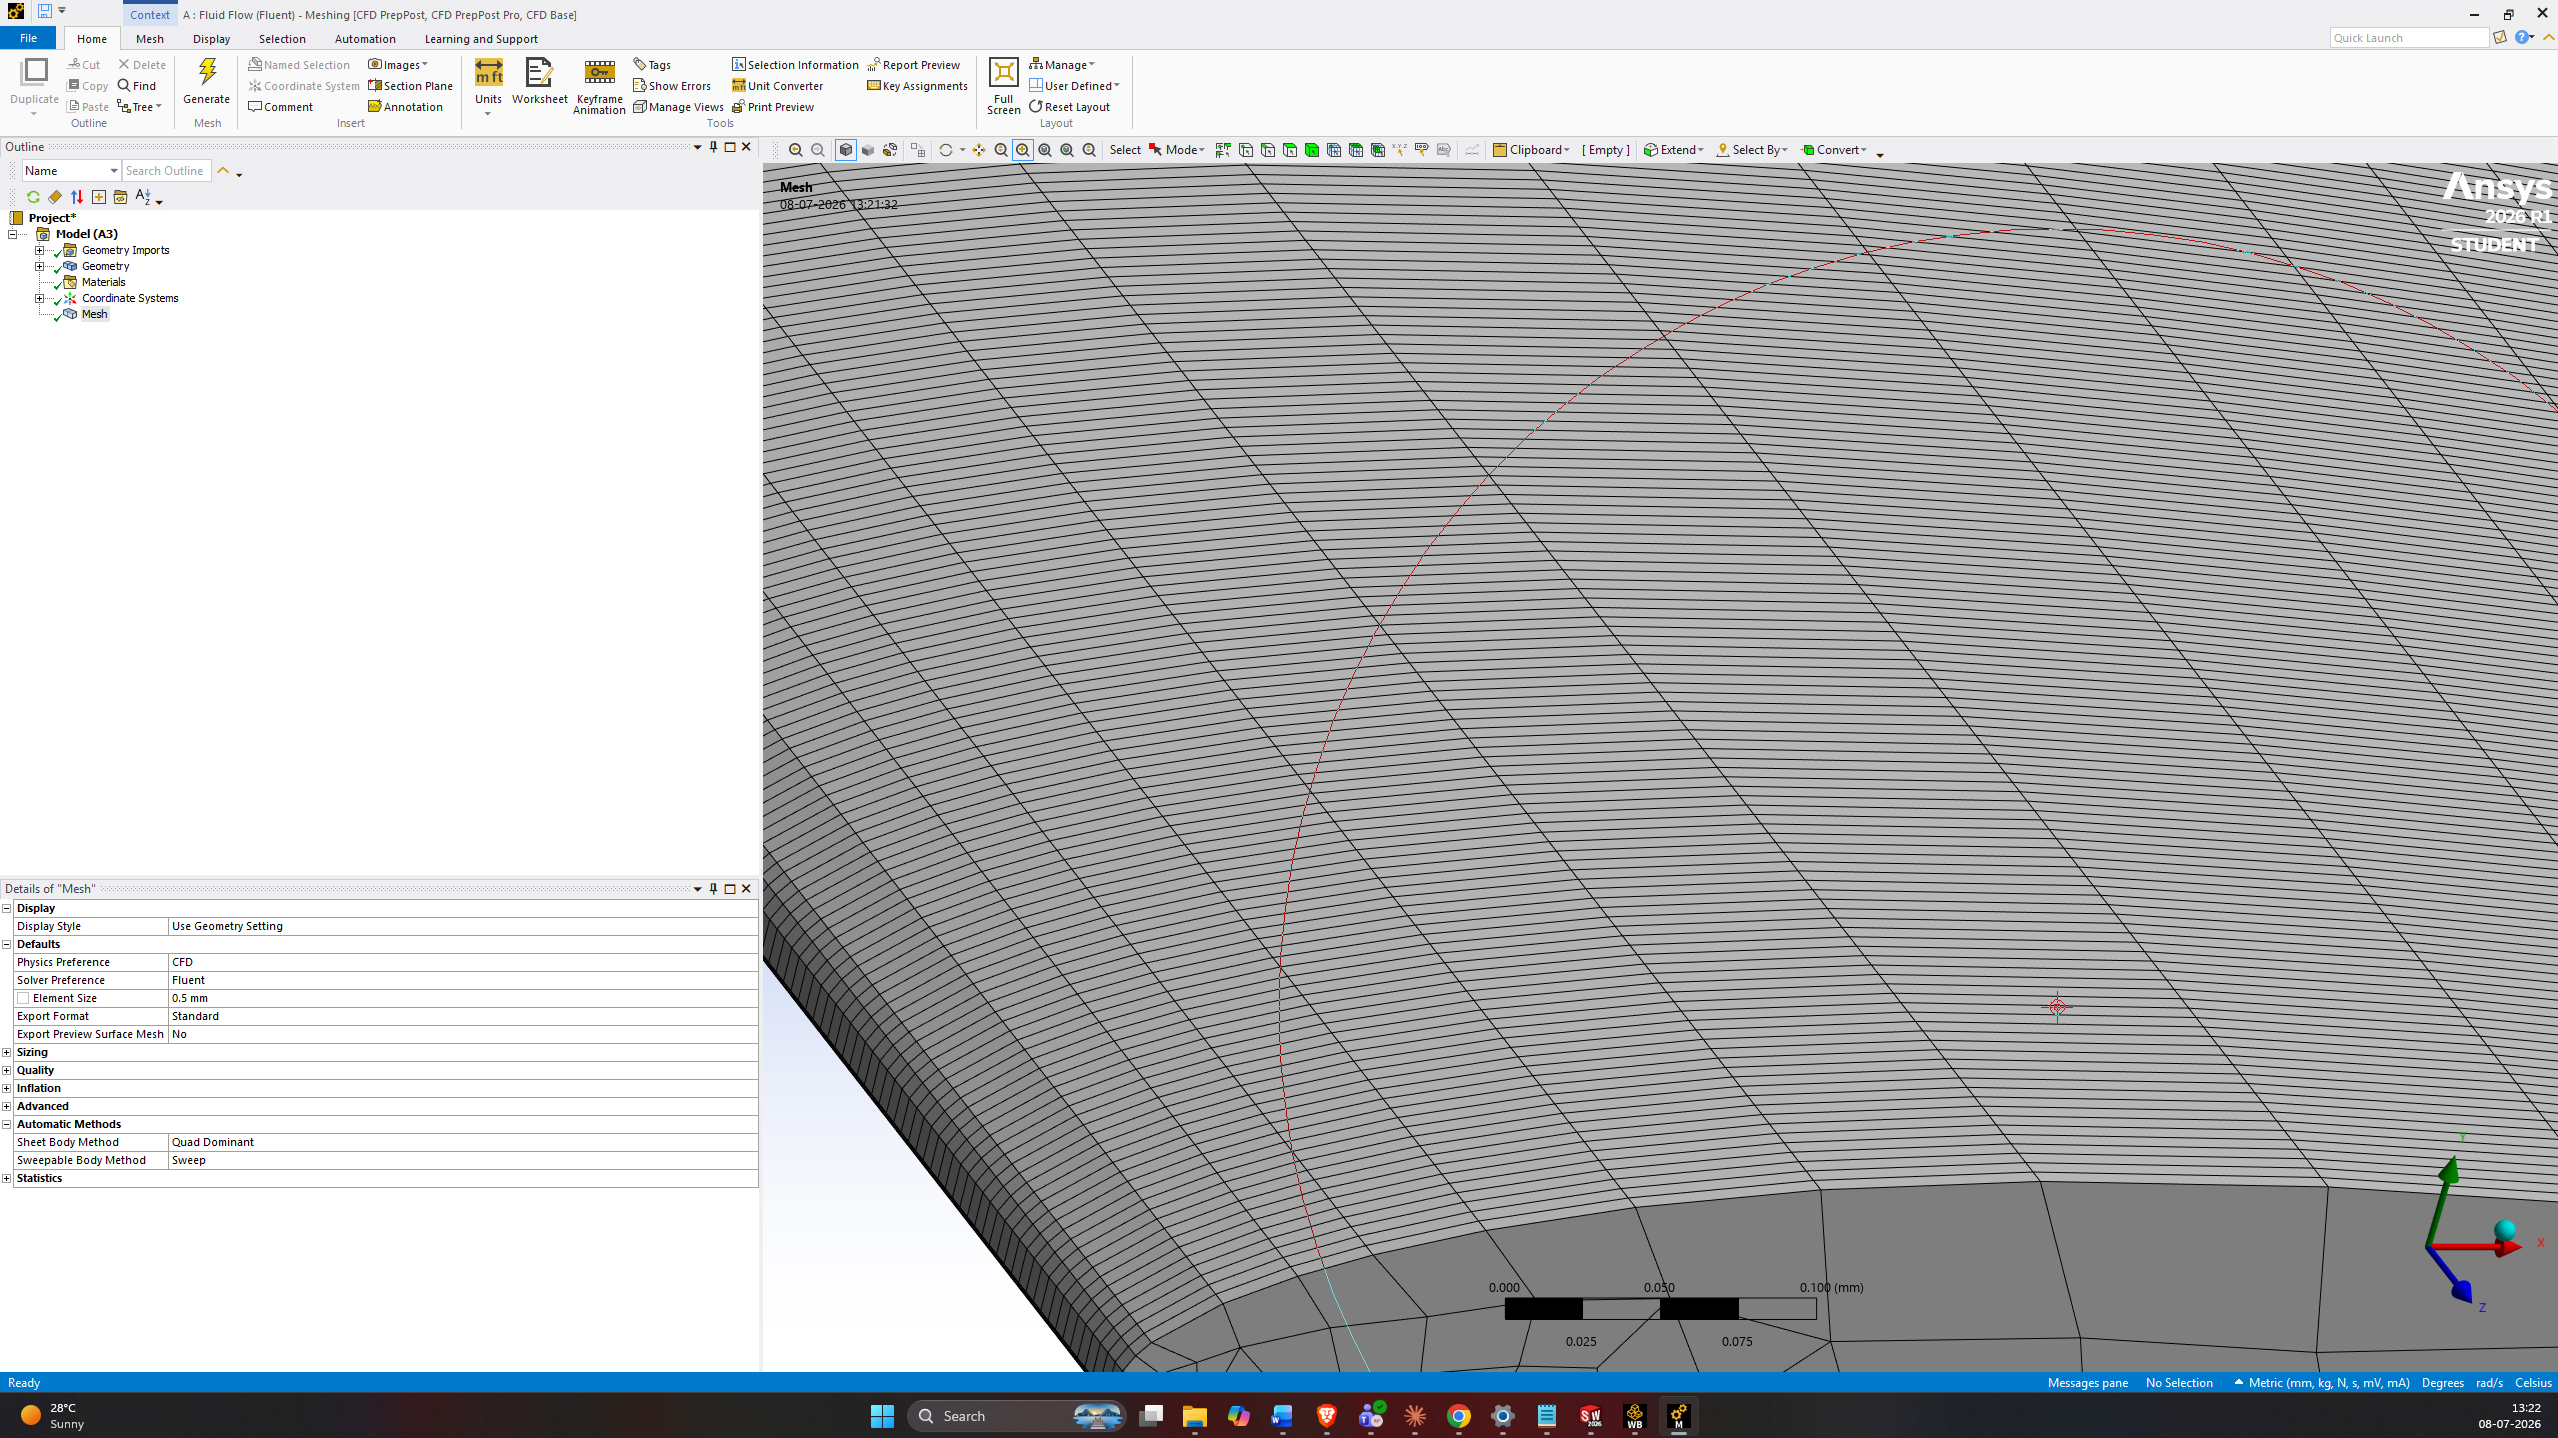 Context A : Fluid Flow (Fluent) - Meshing [CFD PrepPost, CFD PrepPost Pro, CFD Base]
File Home Mesh Display Selection Automation Learning and Support Quick Launch
Duplicate
Cut
Copy
Paste
Delete
Find
Tree
Outline
Generate
Mesh
Named Selection
Coordinate System
Comment
Images
Section Plane
Annotation
Insert
Units
Worksheet
Keyframe
Animation
Tags
Show Errors
Manage Views
Selection Information
Unit Converter
Print Preview
Report Preview
Key Assignments
Tools
Full
Screen
Manage
User Defined
Reset Layout
Layout
Outline
Name Search Outline
Project*
Model (A3)
Geometry Imports
Geometry
Materials
Coordinate Systems
Mesh
Select Mode Clipboard [ Empty ] Extend Select By Convert
Mesh
08-07-2026 13:21:32
Ansys
2026 R1
STUDENT
Details of "Mesh"
Display
Display Style Use Geometry Setting
Defaults
Physics Preference CFD
Solver Preference Fluent
Element Size 0.5 mm
Export Format Standard
Export Preview Surface Mesh No
Sizing
Quality
Inflation
Advanced
Automatic Methods
Sheet Body Method Quad Dominant
Sweepable Body Method Sweep
Statistics
0.000 0.050 0.100 (mm)
0.025 0.075
Y
X
Z
Ready Messages pane No Selection Metric (mm, kg, N, s, mV, mA) Degrees rad/s Celsius
28°C
Sunny
Search
13:22
08-07-2026